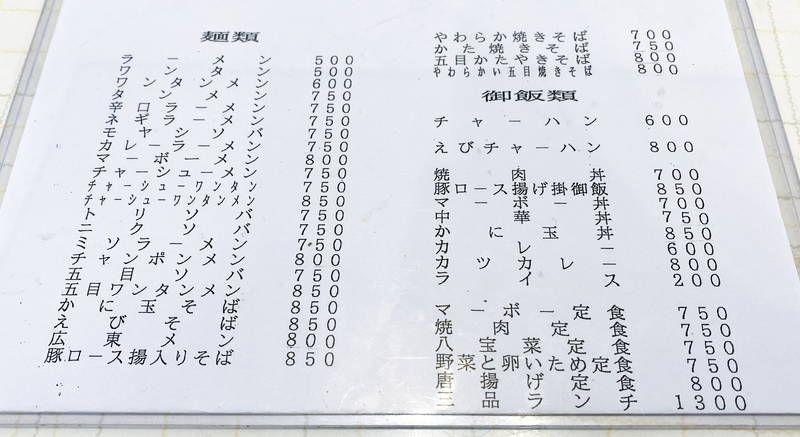 麺類
ラーメン 500
ワンタン 500
ワンタンメン 600
タンメン 750
辛口ラーメン 750
ネギラーメン 750
モヤシソバ 750
カレーラーメン 750
マーボーメン 800
チャーシューメン 750
チャーシューワンタン 750
チャーシューワンタンメン 850
トリソバ 750
ニクソバ 750
ミソラーメン 750
チャンポンメン 800
五目ソバ 750
五目ワンタンメン 850
かに玉そば 850
えびそば 850
広東メン 800
豚ロース揚入りそば 850
やわらか焼きそば 700
かた焼きそば 750
五目かたやきそば 800
やわらかい五目焼きそば 800
御飯類
チャーハン 600
えびチャーハン 800
焼肉丼 700
豚ロース揚げ掛御飯 850
マーボー丼 700
中華丼 750
かに玉丼 850
カレー 600
カツカレー 800
ライス 200
マーボー定食 750
焼肉定食 750
八宝菜定食 750
野菜と卵いため定食 750
唐揚げ定食 800
三品ランチ 1300